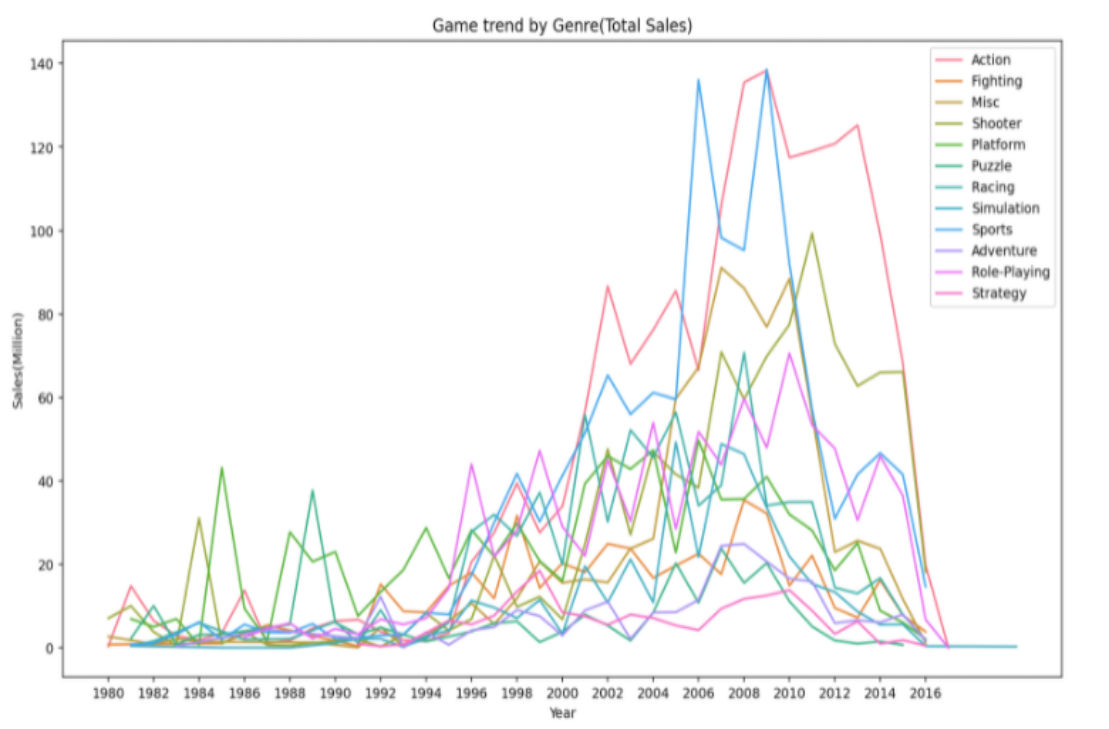 Game trend by Genre(Total Sales)
140
120
100
80
60
40
20
0
Sales(Million)
Action
Fighting
Misc
Shooter
Platform
Puzzle
Racing
Simulation
Sports
Adventure
Role-Playing
Strategy
1980 1982 1984 1986 1988 1990 1992 1994 1996 1998 2000 2002 2004 2006 2008 2010 2012 2014 2016
Year